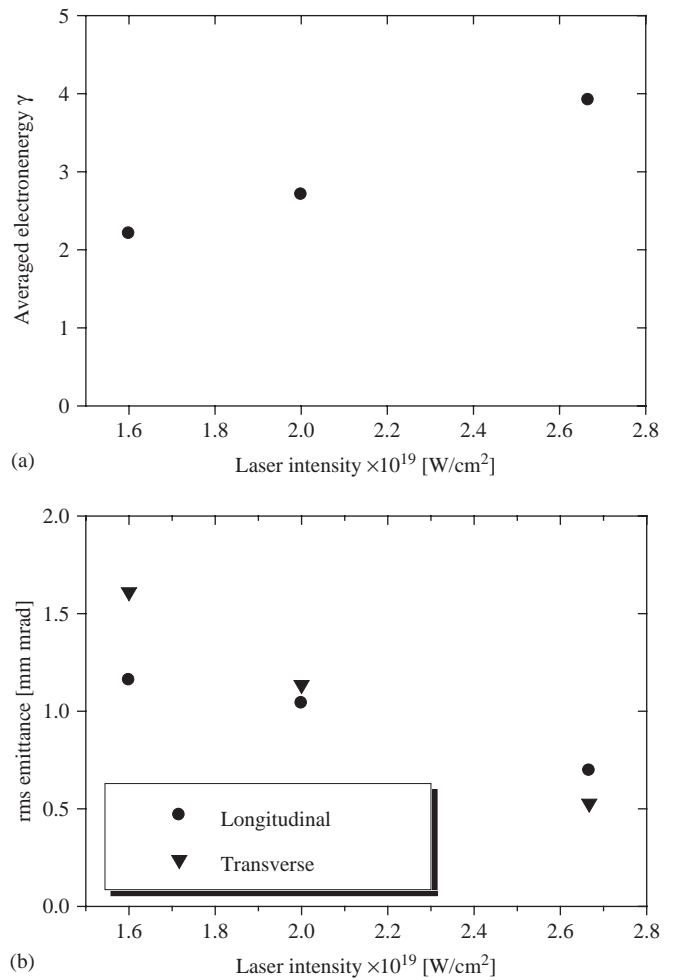 5
4
3
2
1
0
Averaged electronenergy γ
1.6 1.8 2.0 2.2 2.4 2.6 2.8
(a)
Laser intensity ×10¹⁹ [W/cm²]
2.0
1.5
1.0
0.5
0.0
rms emittance [mm mrad]
Longitudinal
Transverse
1.6 1.8 2.0 2.2 2.4 2.6 2.8
(b)
Laser intensity ×10¹⁹ [W/cm²]